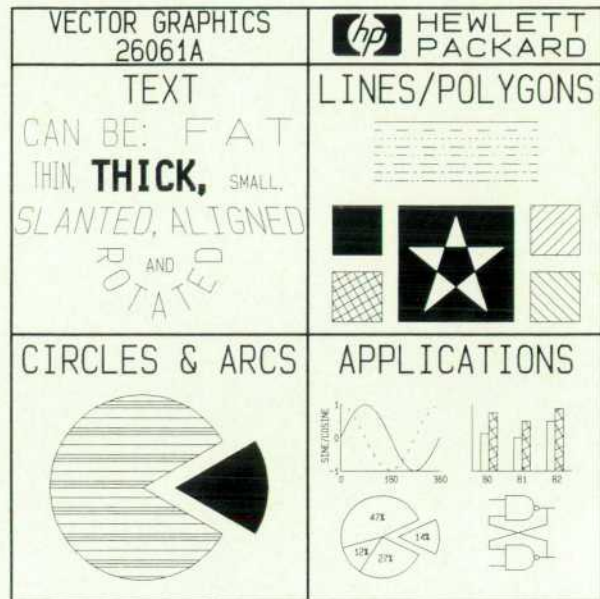 VECTOR GRAPHICS
26061A
hp HEWLETT
PACKARD
TEXT
CAN BE: FAT
THIN, THICK, SMALL,
SLANTED, ALIGNED
AND
ROTATED
LINES/POLYGONS
CIRCLES & ARCS
APPLICATIONS
SINE/COSINE
1
0
-1
0 180 360
80 81 82
47%
14%
12%
27%